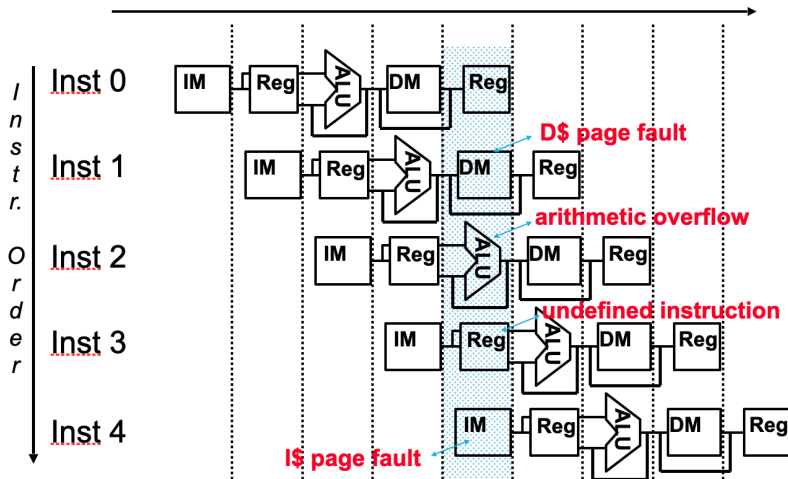 Instr. Order
Inst 0
IM Reg ALU DM Reg
D$ page fault
Inst 1
IM Reg ALU DM Reg
arithmetic overflow
Inst 2
IM Reg ALU DM Reg
undefined instruction
Inst 3
IM Reg ALU DM Reg
Inst 4
IM Reg ALU DM Reg
I$ page fault